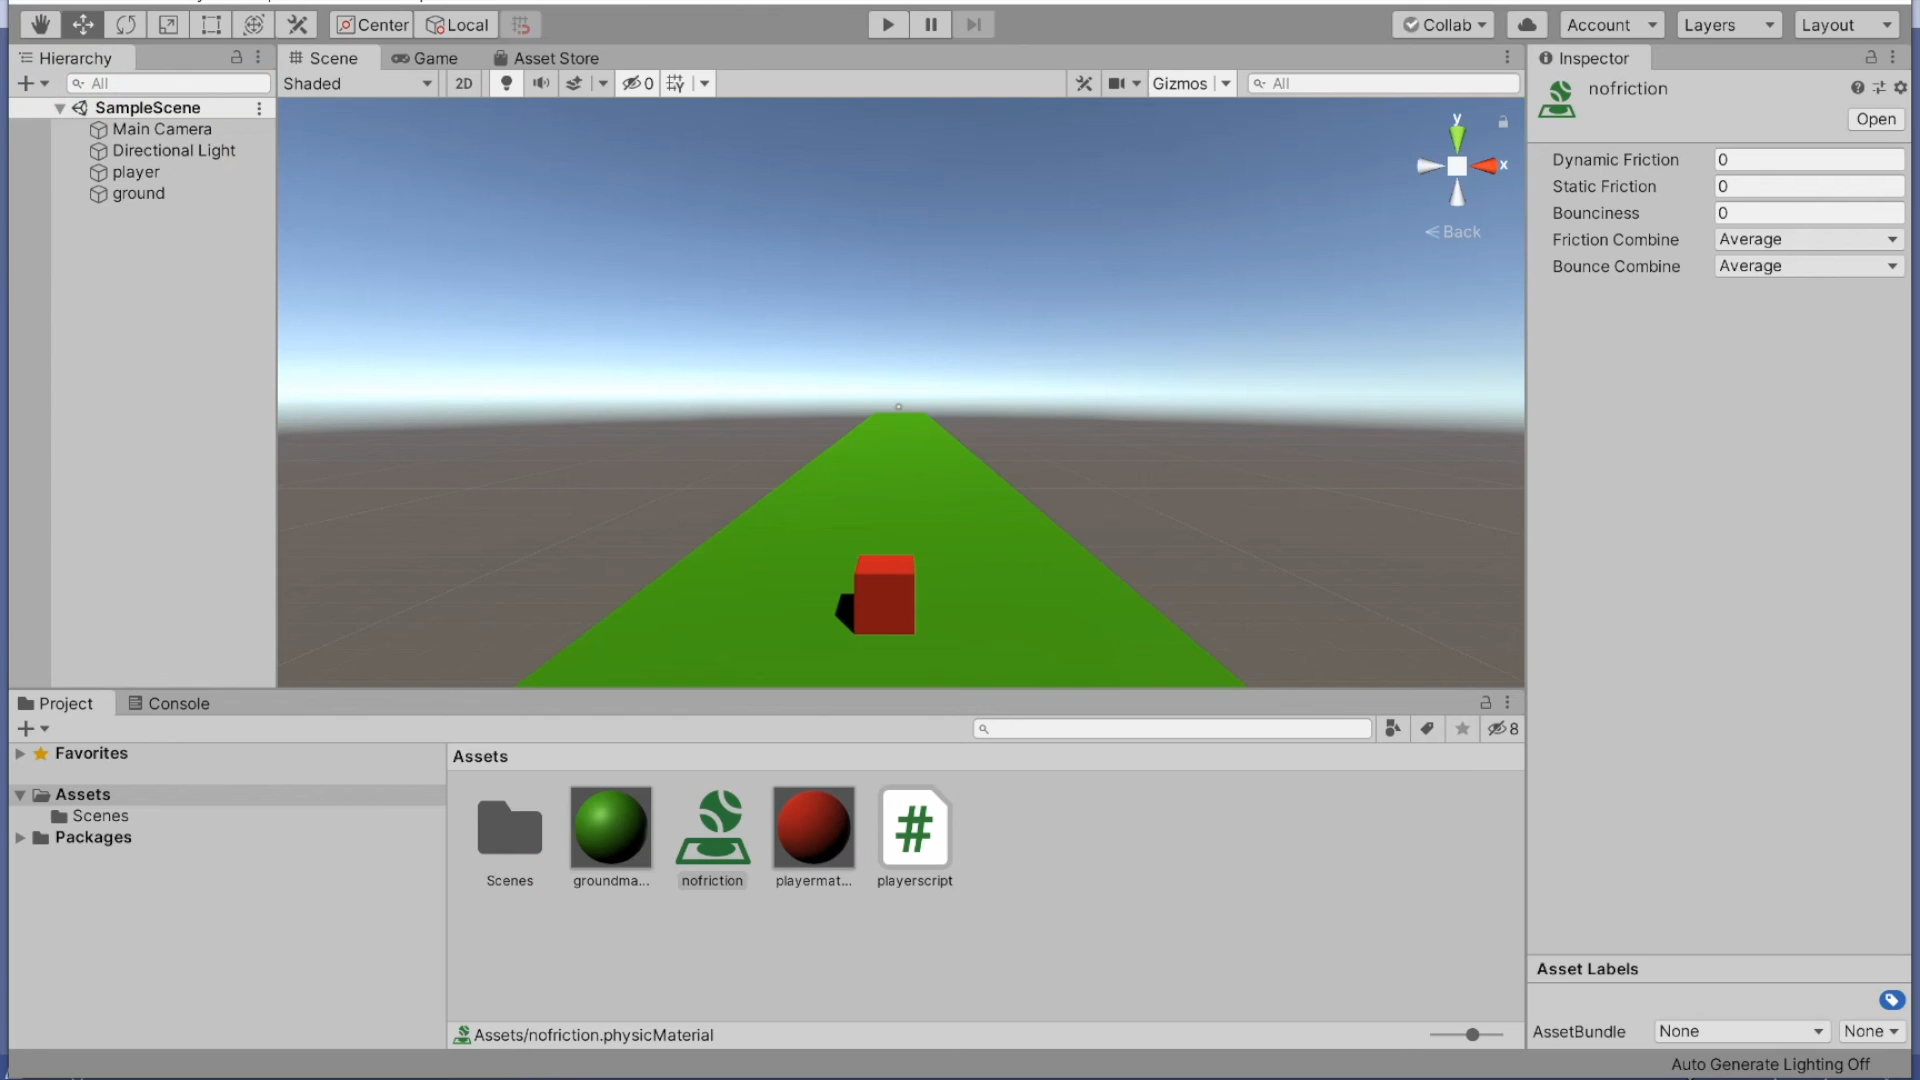 Center
Local
Collab
Account
Layers
Layout
Hierarchy
All
SampleScene
Main Camera
Directional Light
player
ground
Scene
Game
Asset Store
Shaded
2D
0
Gizmos
All
y
x
Back
Inspector
nofriction
Open
Dynamic Friction 0
Static Friction 0
Bounciness 0
Friction Combine Average
Bounce Combine Average
Project
Console
8
Favorites
Assets
Scenes
Packages
Assets
Scenes
groundma...
nofriction
playermat...
#
playerscript
Assets/nofriction.physicMaterial
Asset Labels
AssetBundle None None
Auto Generate Lighting Off